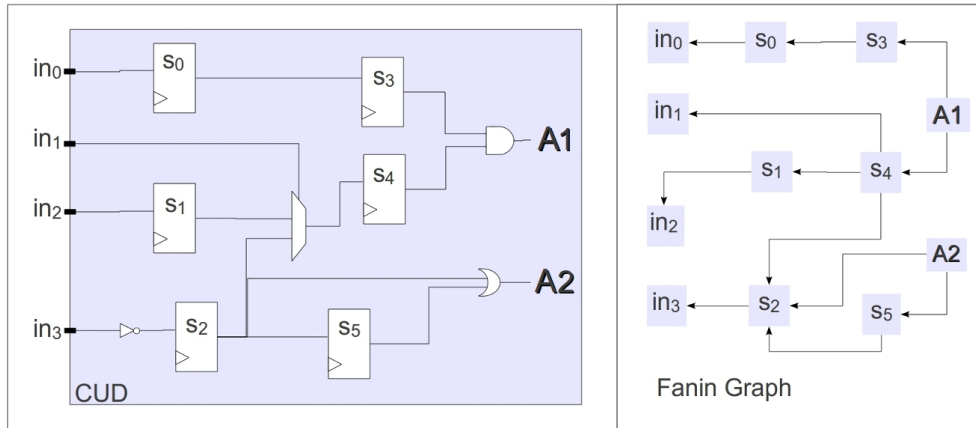 in0
s0
s3
in1
A1
s4
in2
s1
A2
in3
s2
s5
CUD
in0
s0
s3
in1
A1
s1
s4
in2
A2
in3
s2
s5
Fanin Graph